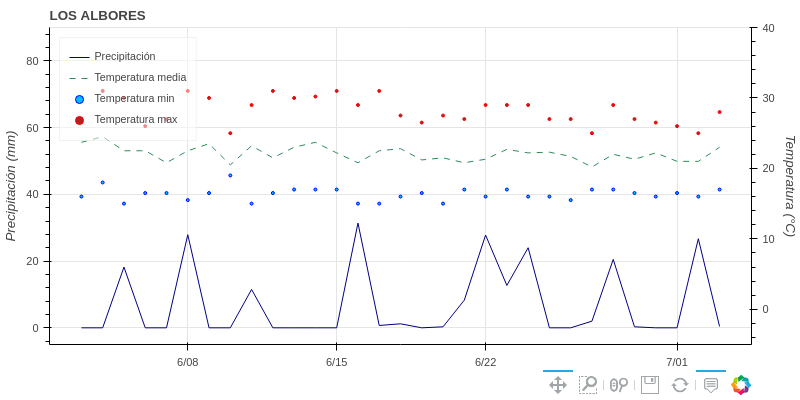 LOS ALBORES
Precipitación
Temperatura media
Temperatura min
Temperatura max
Precipitación (mm)
80
60
40
20
0
40
30
20
10
0
Temperatura (°C)
6/08
6/15
6/22
7/01